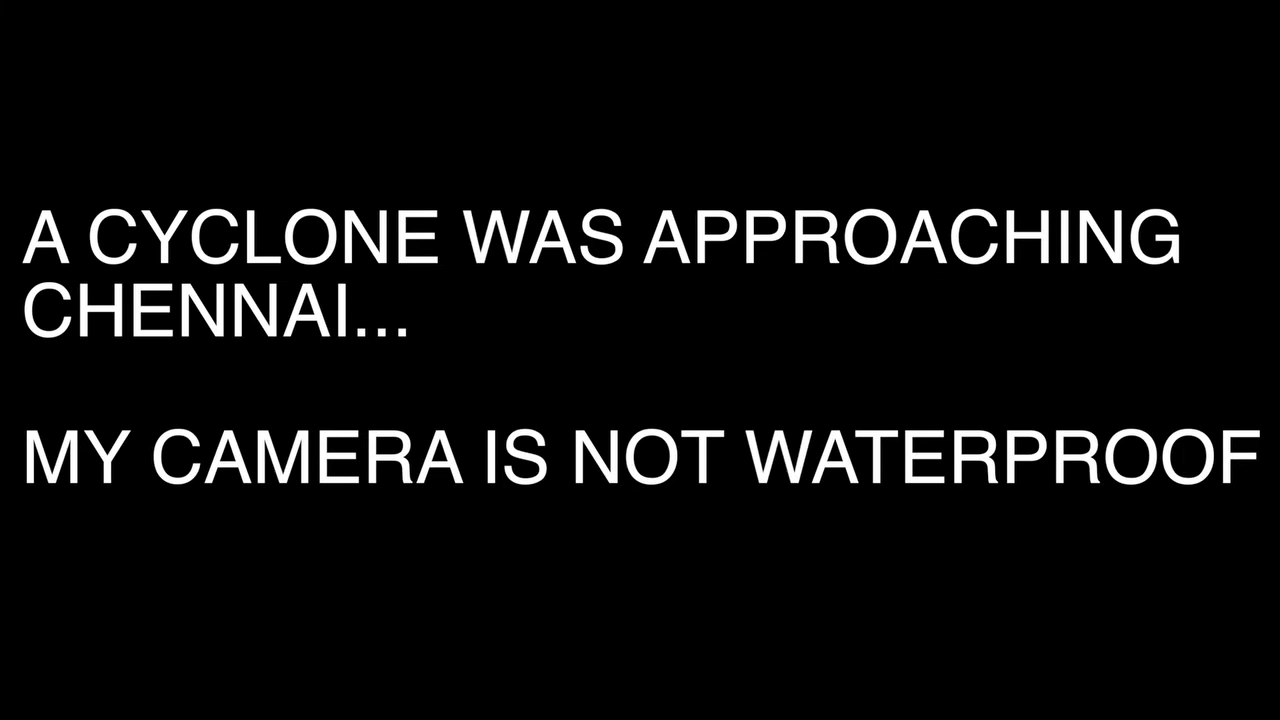 A CYCLONE WAS APPROACHING
CHENNAI...
MY CAMERA IS NOT WATERPROOF